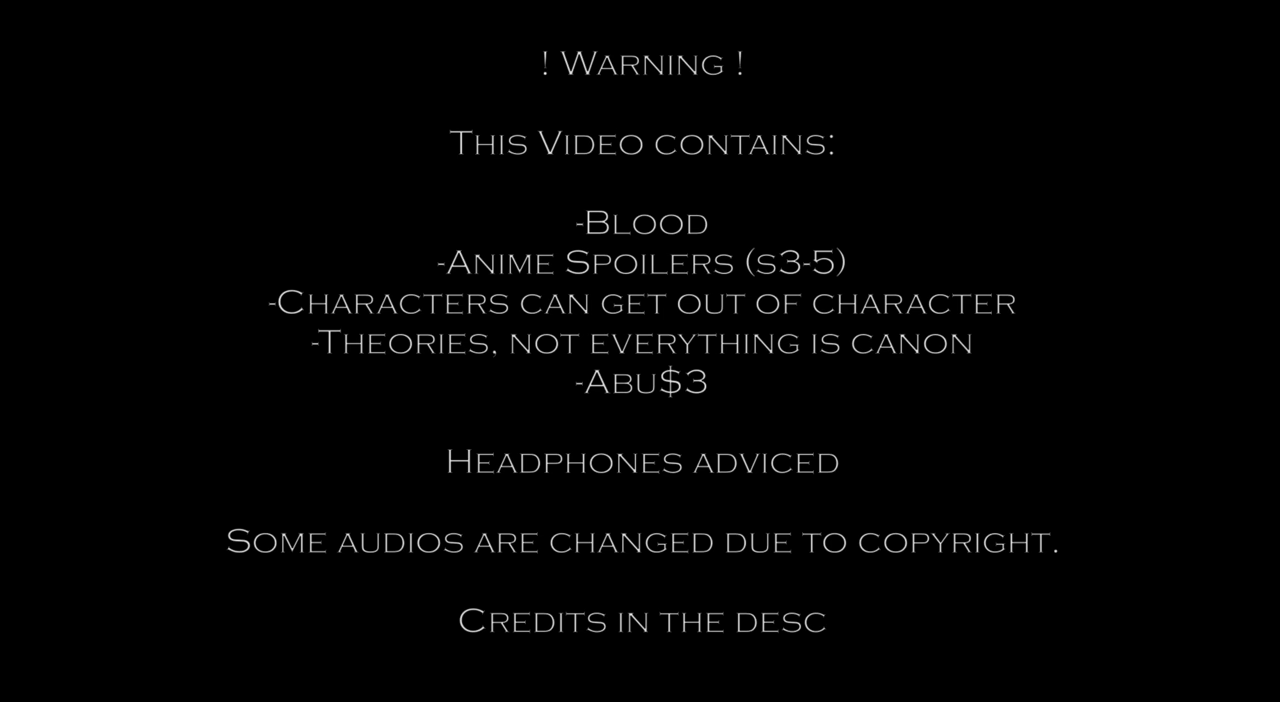 ! Warning !
This Video contains:
-Blood
-Anime Spoilers (s3-5)
-Characters can get out of character
-Theories, not everything is canon
-Abu$3
Headphones adviced
Some audios are changed due to copyright.
Credits in the desc